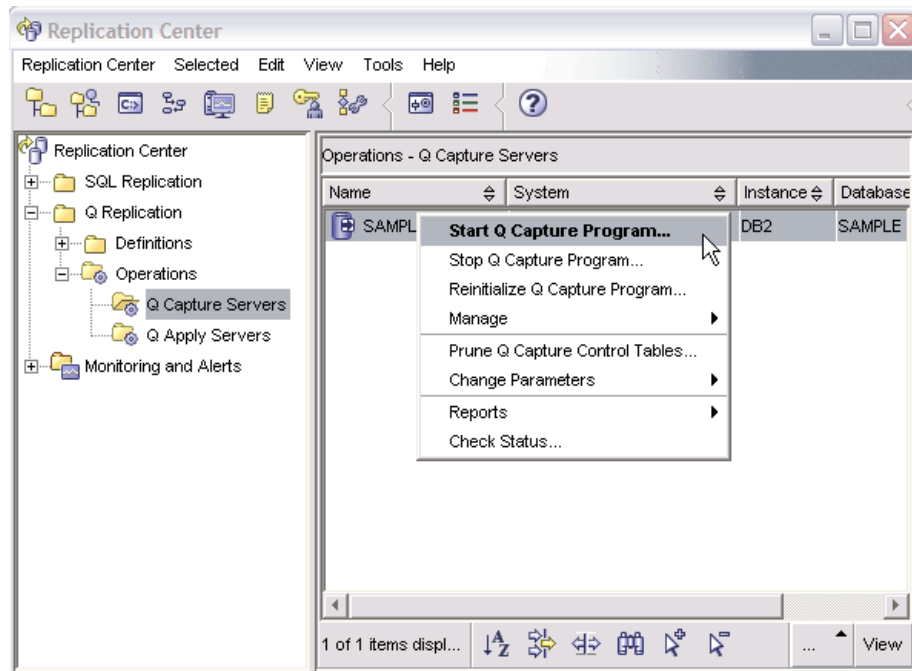 Replication Center
Replication Center Selected Edit View Tools Help
Replication Center
SQL Replication
Q Replication
Definitions
Operations
Q Capture Servers
Q Apply Servers
Monitoring and Alerts
Operations - Q Capture Servers
Name System Instance Database
SAMPL DB2 SAMPLE
Start Q Capture Program...
Stop Q Capture Program...
Reinitialize Q Capture Program...
Manage
Prune Q Capture Control Tables...
Change Parameters
Reports
Check Status...
1 of 1 items displ... ... View